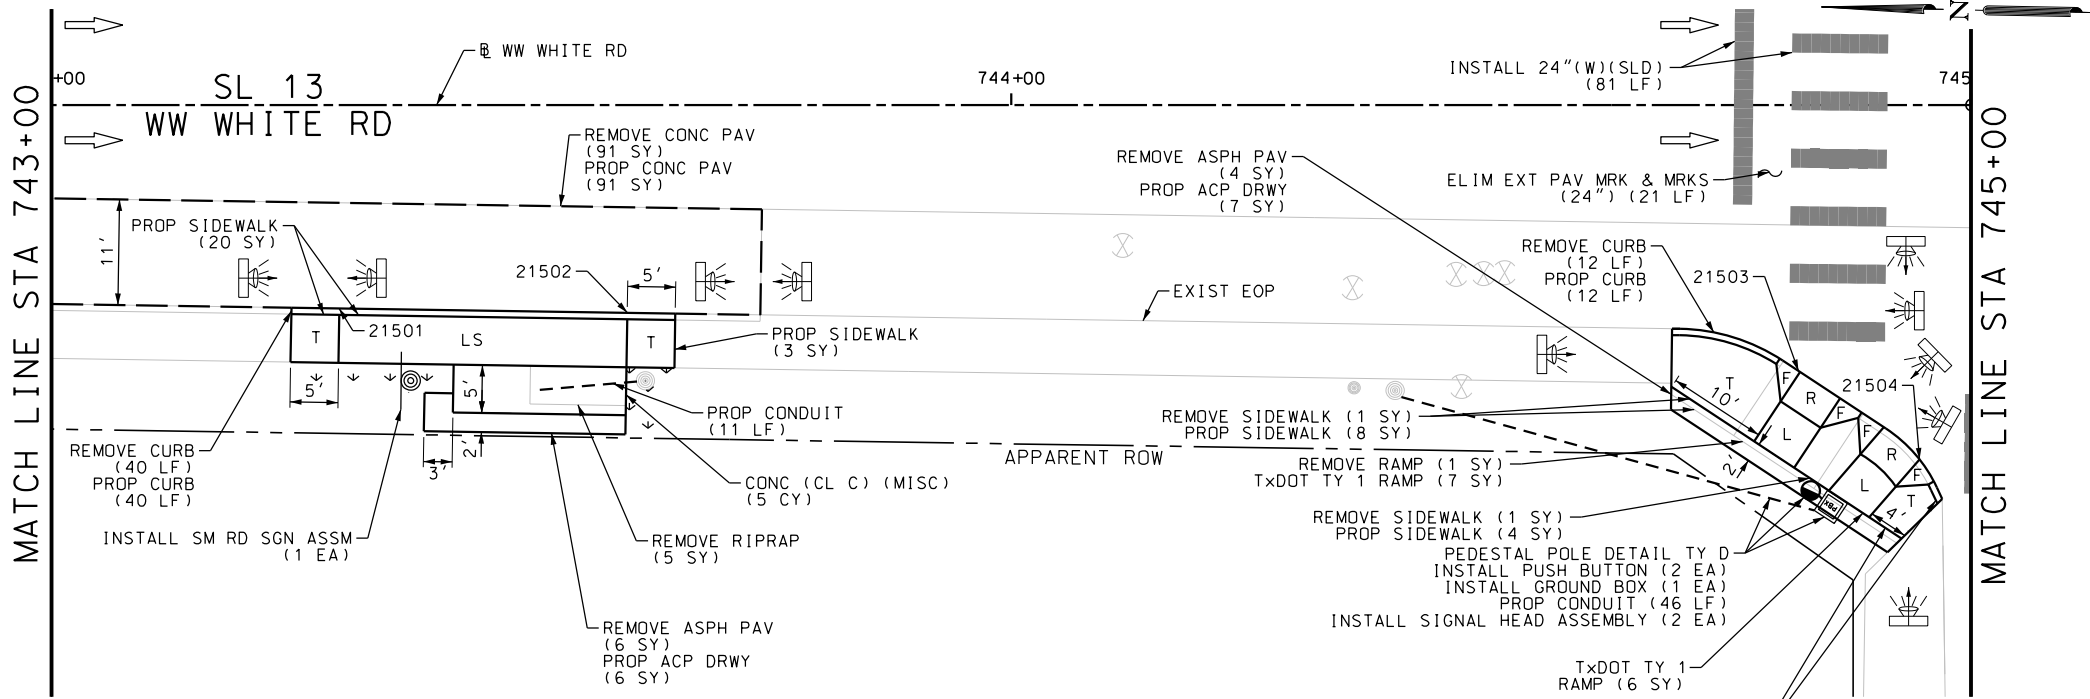 MATCH LINE STA 743+00
+00
SL 13
WW WHITE RD
℄ WW WHITE RD
744+00
745
N
INSTALL 24"(W)(SLD)
(81 LF)
REMOVE CONC PAV
(91 SY)
PROP CONC PAV
(91 SY)
REMOVE ASPH PAV
(4 SY)
PROP ACP DRWY
(7 SY)
ELIM EXT PAV MRK & MRKS
(24") (21 LF)
11'
PROP SIDEWALK
(20 SY)
21502
5'
EXIST EOP
REMOVE CURB
(12 LF)
PROP CURB
(12 LF)
21503
T
21501
LS
T
PROP SIDEWALK
(3 SY)
5'
5'
PROP CONDUIT
(11 LF)
3'
2'
REMOVE CURB
(40 LF)
PROP CURB
(40 LF)
CONC (CL C) (MISC)
(5 CY)
APPARENT ROW
INSTALL SM RD SGN ASSM
(1 EA)
REMOVE RIPRAP
(5 SY)
REMOVE ASPH PAV
(6 SY)
PROP ACP DRWY
(6 SY)
T
F
R
F
F
R
F
10'
L
L
T
4'
2'
21504
PBX
REMOVE SIDEWALK (1 SY)
PROP SIDEWALK (8 SY)
REMOVE RAMP (1 SY)
TxDOT TY 1 RAMP (7 SY)
REMOVE SIDEWALK (1 SY)
PROP SIDEWALK (4 SY)
PEDESTAL POLE DETAIL TY D
INSTALL PUSH BUTTON (2 EA)
INSTALL GROUND BOX (1 EA)
PROP CONDUIT (46 LF)
INSTALL SIGNAL HEAD ASSEMBLY (2 EA)
TxDOT TY 1
RAMP (6 SY)
MATCH LINE STA 745+00